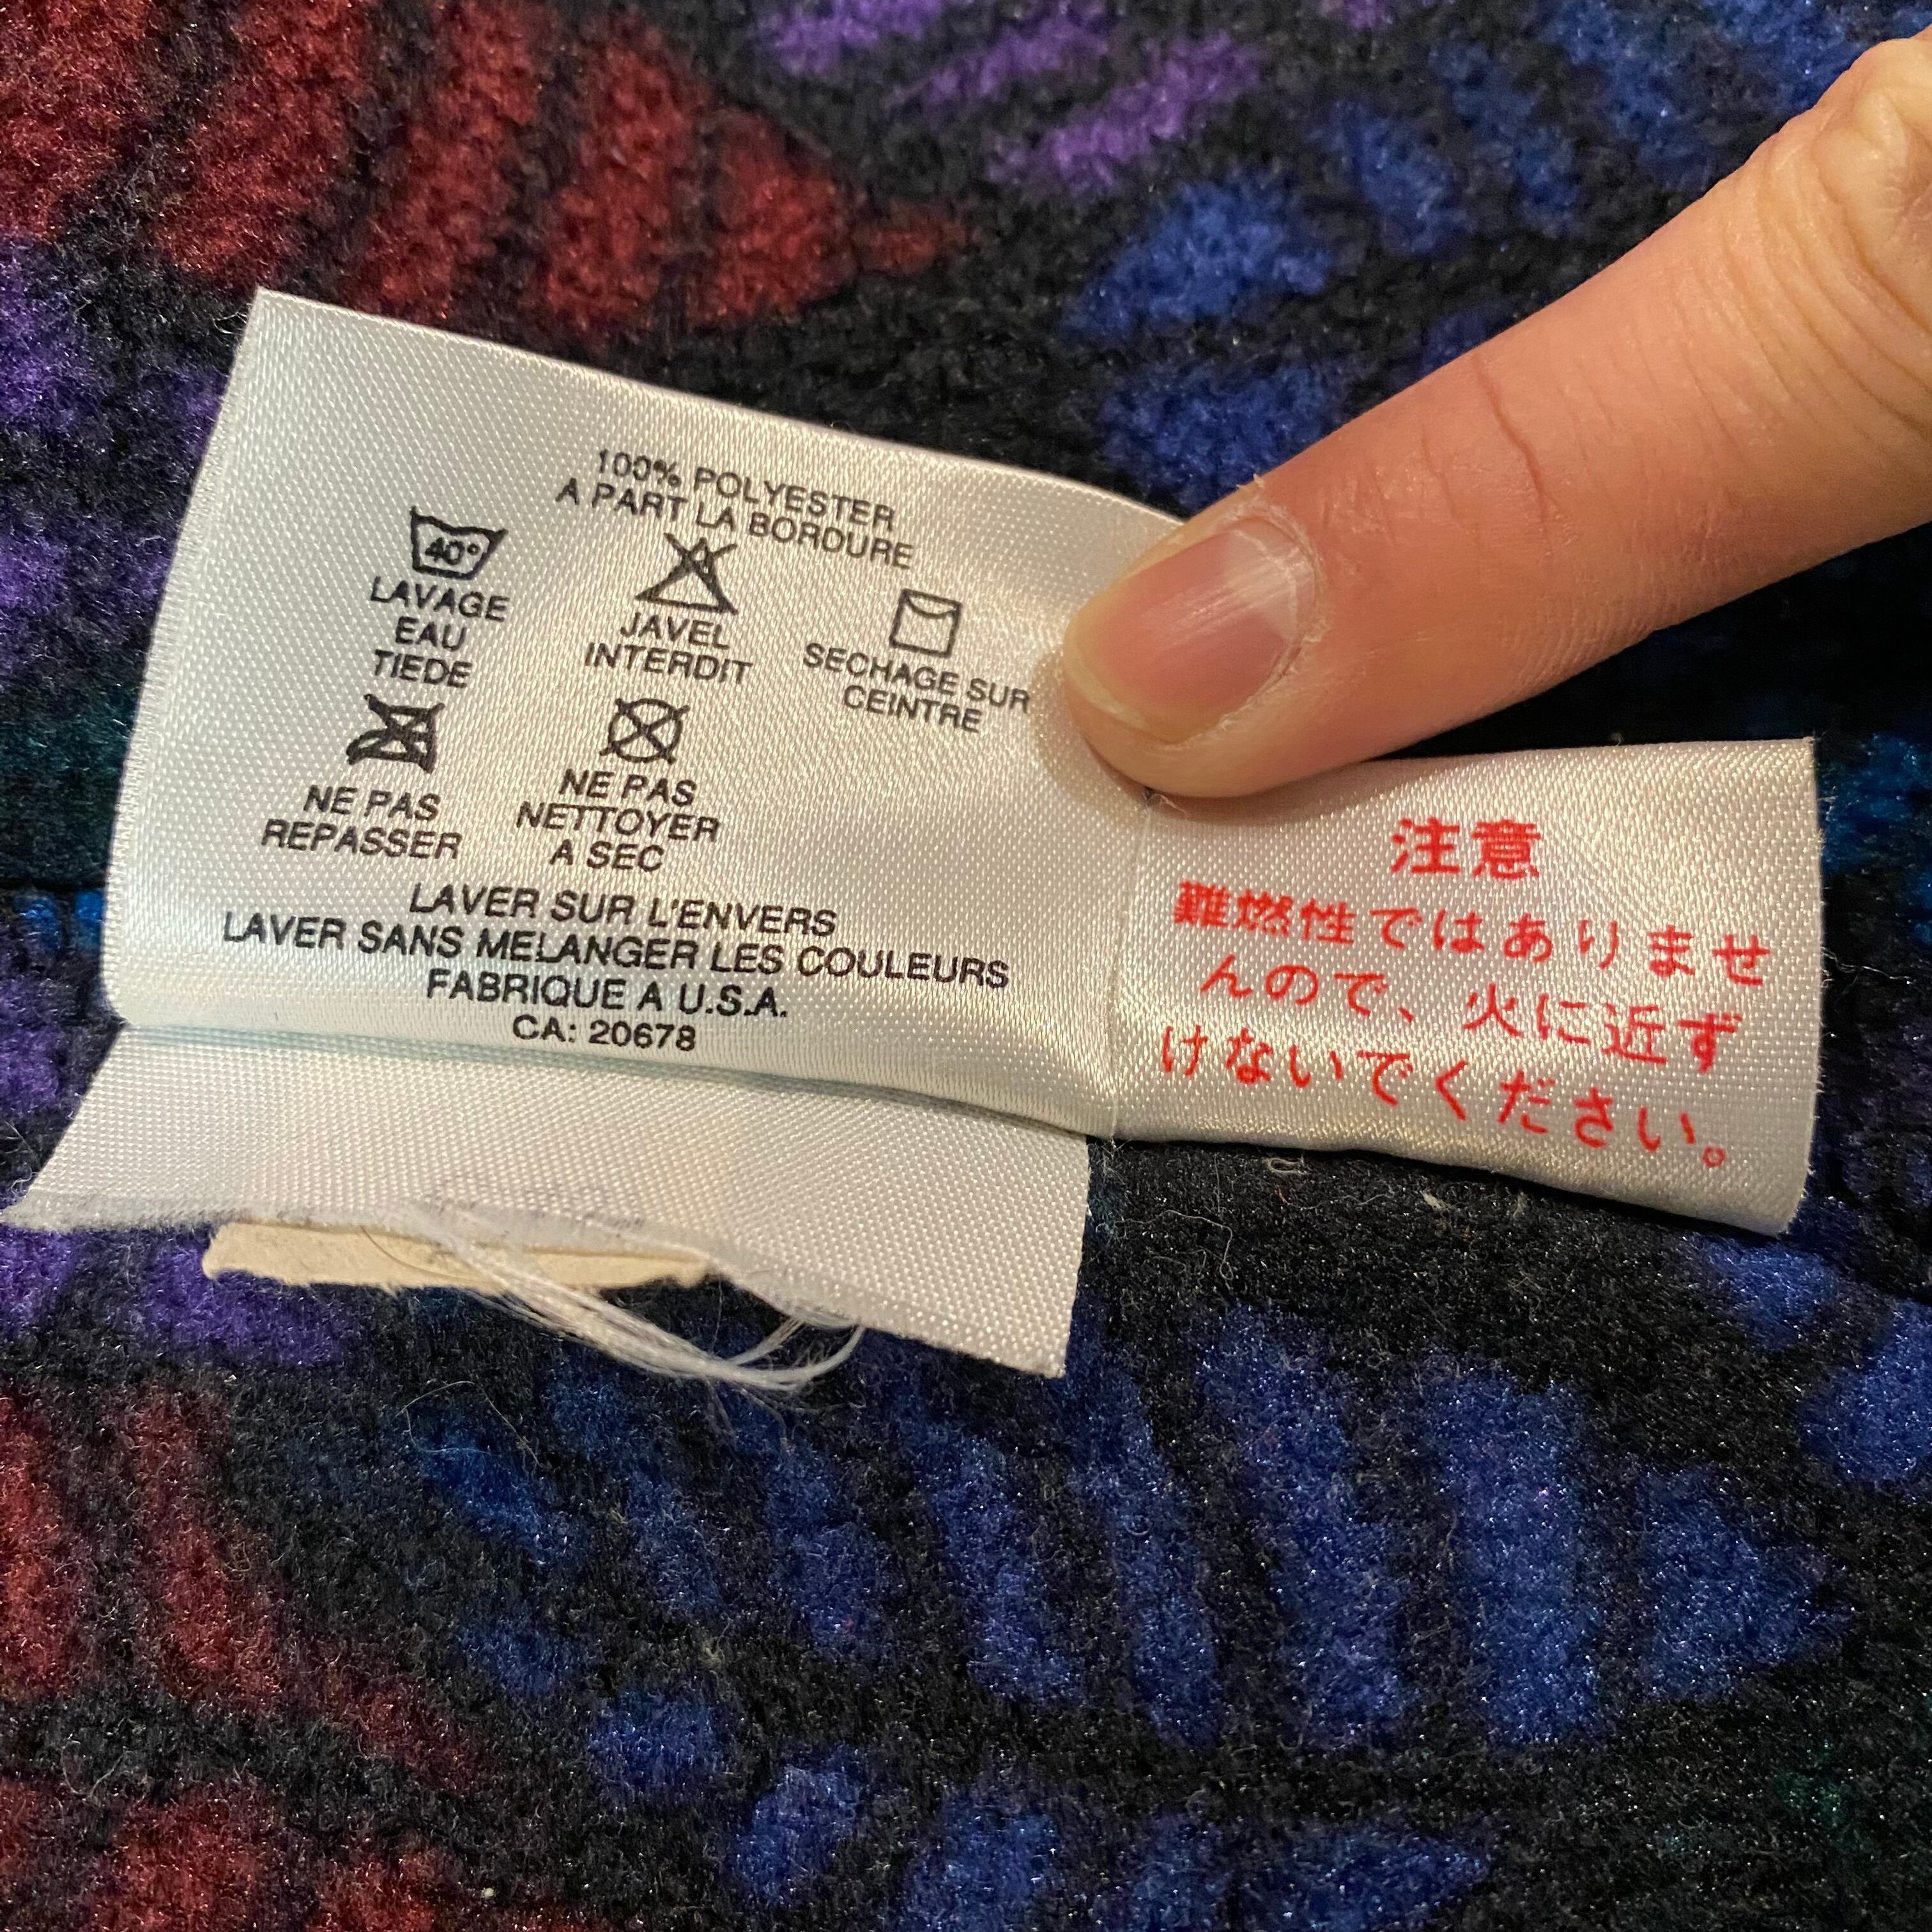 100% POLYESTER
A PART LA BORDURE
40°
LAVAGE
EAU
TIEDE
JAVEL
INTERDIT
SECHAGE SUR
CEINTRE
NE PAS
REPASSER
NE PAS
NETTOYER
A SEC
LAVER SUR L'ENVERS
LAVER SANS MELANGER LES COULEURS
FABRIQUE A U.S.A.
CA: 20678
注意
難燃性ではありませ
んので、火に近ず
けないでください。